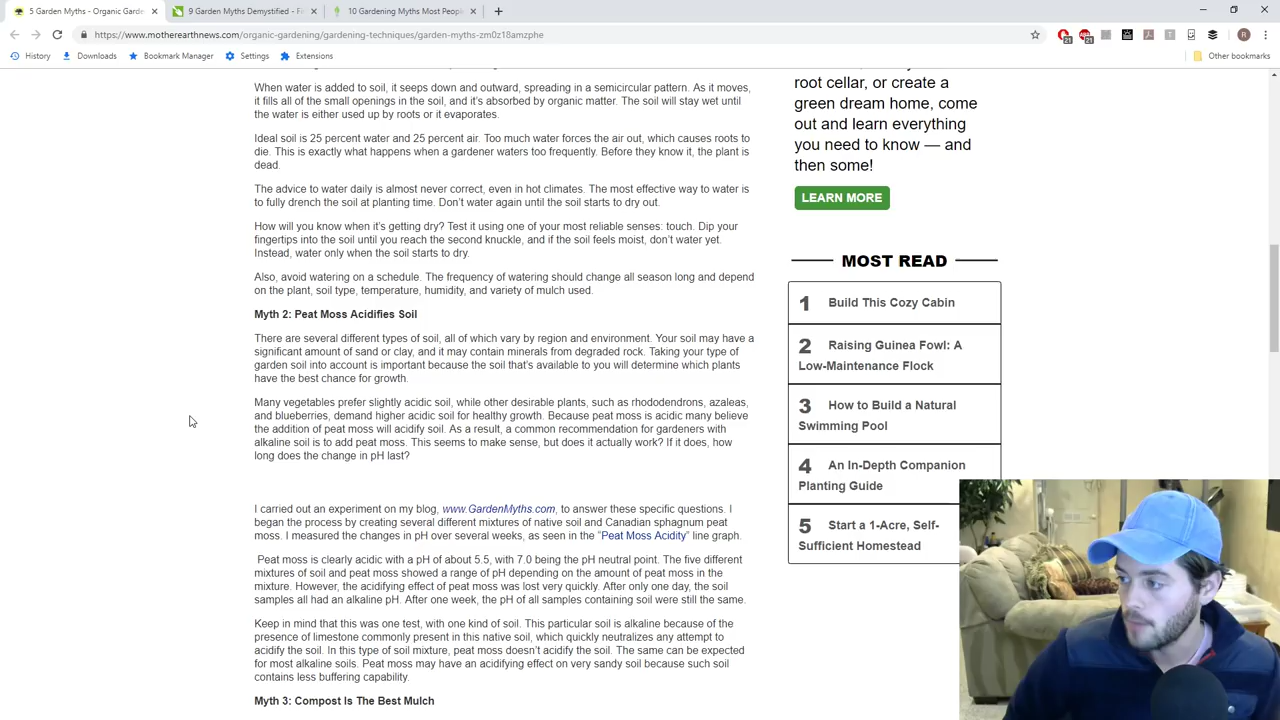 5 Garden Myths - Organic Garden
9 Garden Myths Demystified - Fi
10 Gardening Myths Most People
https://www.motherearthnews.com/organic-gardening/gardening-techniques/garden-myths-zm0z18amzphe
21
21
R
History
Downloads
Bookmark Manager
Settings
Extensions
Other bookmarks
When water is added to soil, it seeps down and outward, spreading in a semicircular pattern. As it moves,
it fills all of the small openings in the soil, and it's absorbed by organic matter. The soil will stay wet until
the water is either used up by roots or it evaporates.
Ideal soil is 25 percent water and 25 percent air. Too much water forces the air out, which causes roots to
die. This is exactly what happens when a gardener waters too frequently. Before they know it, the plant is
dead.
The advice to water daily is almost never correct, even in hot climates. The most effective way to water is
to fully drench the soil at planting time. Don't water again until the soil starts to dry out.
How will you know when it's getting dry? Test it using one of your most reliable senses: touch. Dip your
fingertips into the soil until you reach the second knuckle, and if the soil feels moist, don't water yet.
Instead, water only when the soil starts to dry.
Also, avoid watering on a schedule. The frequency of watering should change all season long and depend
on the plant, soil type, temperature, humidity, and variety of mulch used.
Myth 2: Peat Moss Acidifies Soil
There are several different types of soil, all of which vary by region and environment. Your soil may have a
significant amount of sand or clay, and it may contain minerals from degraded rock. Taking your type of
garden soil into account is important because the soil that's available to you will determine which plants
have the best chance for growth.
Many vegetables prefer slightly acidic soil, while other desirable plants, such as rhododendrons, azaleas,
and blueberries, demand higher acidic soil for healthy growth. Because peat moss is acidic many believe
the addition of peat moss will acidify soil. As a result, a common recommendation for gardeners with
alkaline soil is to add peat moss. This seems to make sense, but does it actually work? If it does, how
long does the change in pH last?
I carried out an experiment on my blog, www.GardenMyths.com, to answer these specific questions. I
began the process by creating several different mixtures of native soil and Canadian sphagnum peat
moss. I measured the changes in pH over several weeks, as seen in the "Peat Moss Acidity" line graph.
Peat moss is clearly acidic with a pH of about 5.5, with 7.0 being the pH neutral point. The five different
mixtures of soil and peat moss showed a range of pH depending on the amount of peat moss in the
mixture. However, the acidifying effect of peat moss was lost very quickly. After only one day, the soil
samples all had an alkaline pH. After one week, the pH of all samples containing soil were still the same.
Keep in mind that this was one test, with one kind of soil. This particular soil is alkaline because of the
presence of limestone commonly present in this native soil, which quickly neutralizes any attempt to
acidify the soil. In this type of soil mixture, peat moss doesn't acidify the soil. The same can be expected
for most alkaline soils. Peat moss may have an acidifying effect on very sandy soil because such soil
contains less buffering capability.
Myth 3: Compost Is The Best Mulch
root cellar, or create a
green dream home, come
out and learn everything
you need to know — and
then some!
LEARN MORE
MOST READ
1 Build This Cozy Cabin
2 Raising Guinea Fowl: A
Low-Maintenance Flock
3 How to Build a Natural
Swimming Pool
4 An In-Depth Companion
Planting Guide
5 Start a 1-Acre, Self-
Sufficient Homestead